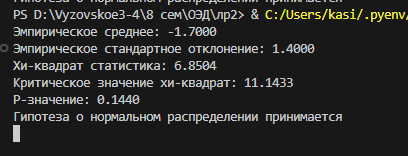 Гипотеза о нормальном распределении принимается
PS D:\Vyzovskoe3-4\8 сем\ОЭД\лр2> & C:/Users/kasi/.pyenv/
Эмпирическое среднее: -1.7000
Эмпирическое стандартное отклонение: 1.4000
Хи-квадрат статистика: 6.8504
Критическое значение хи-квадрат: 11.1433
P-значение: 0.1440
Гипотеза о нормальном распределении принимается